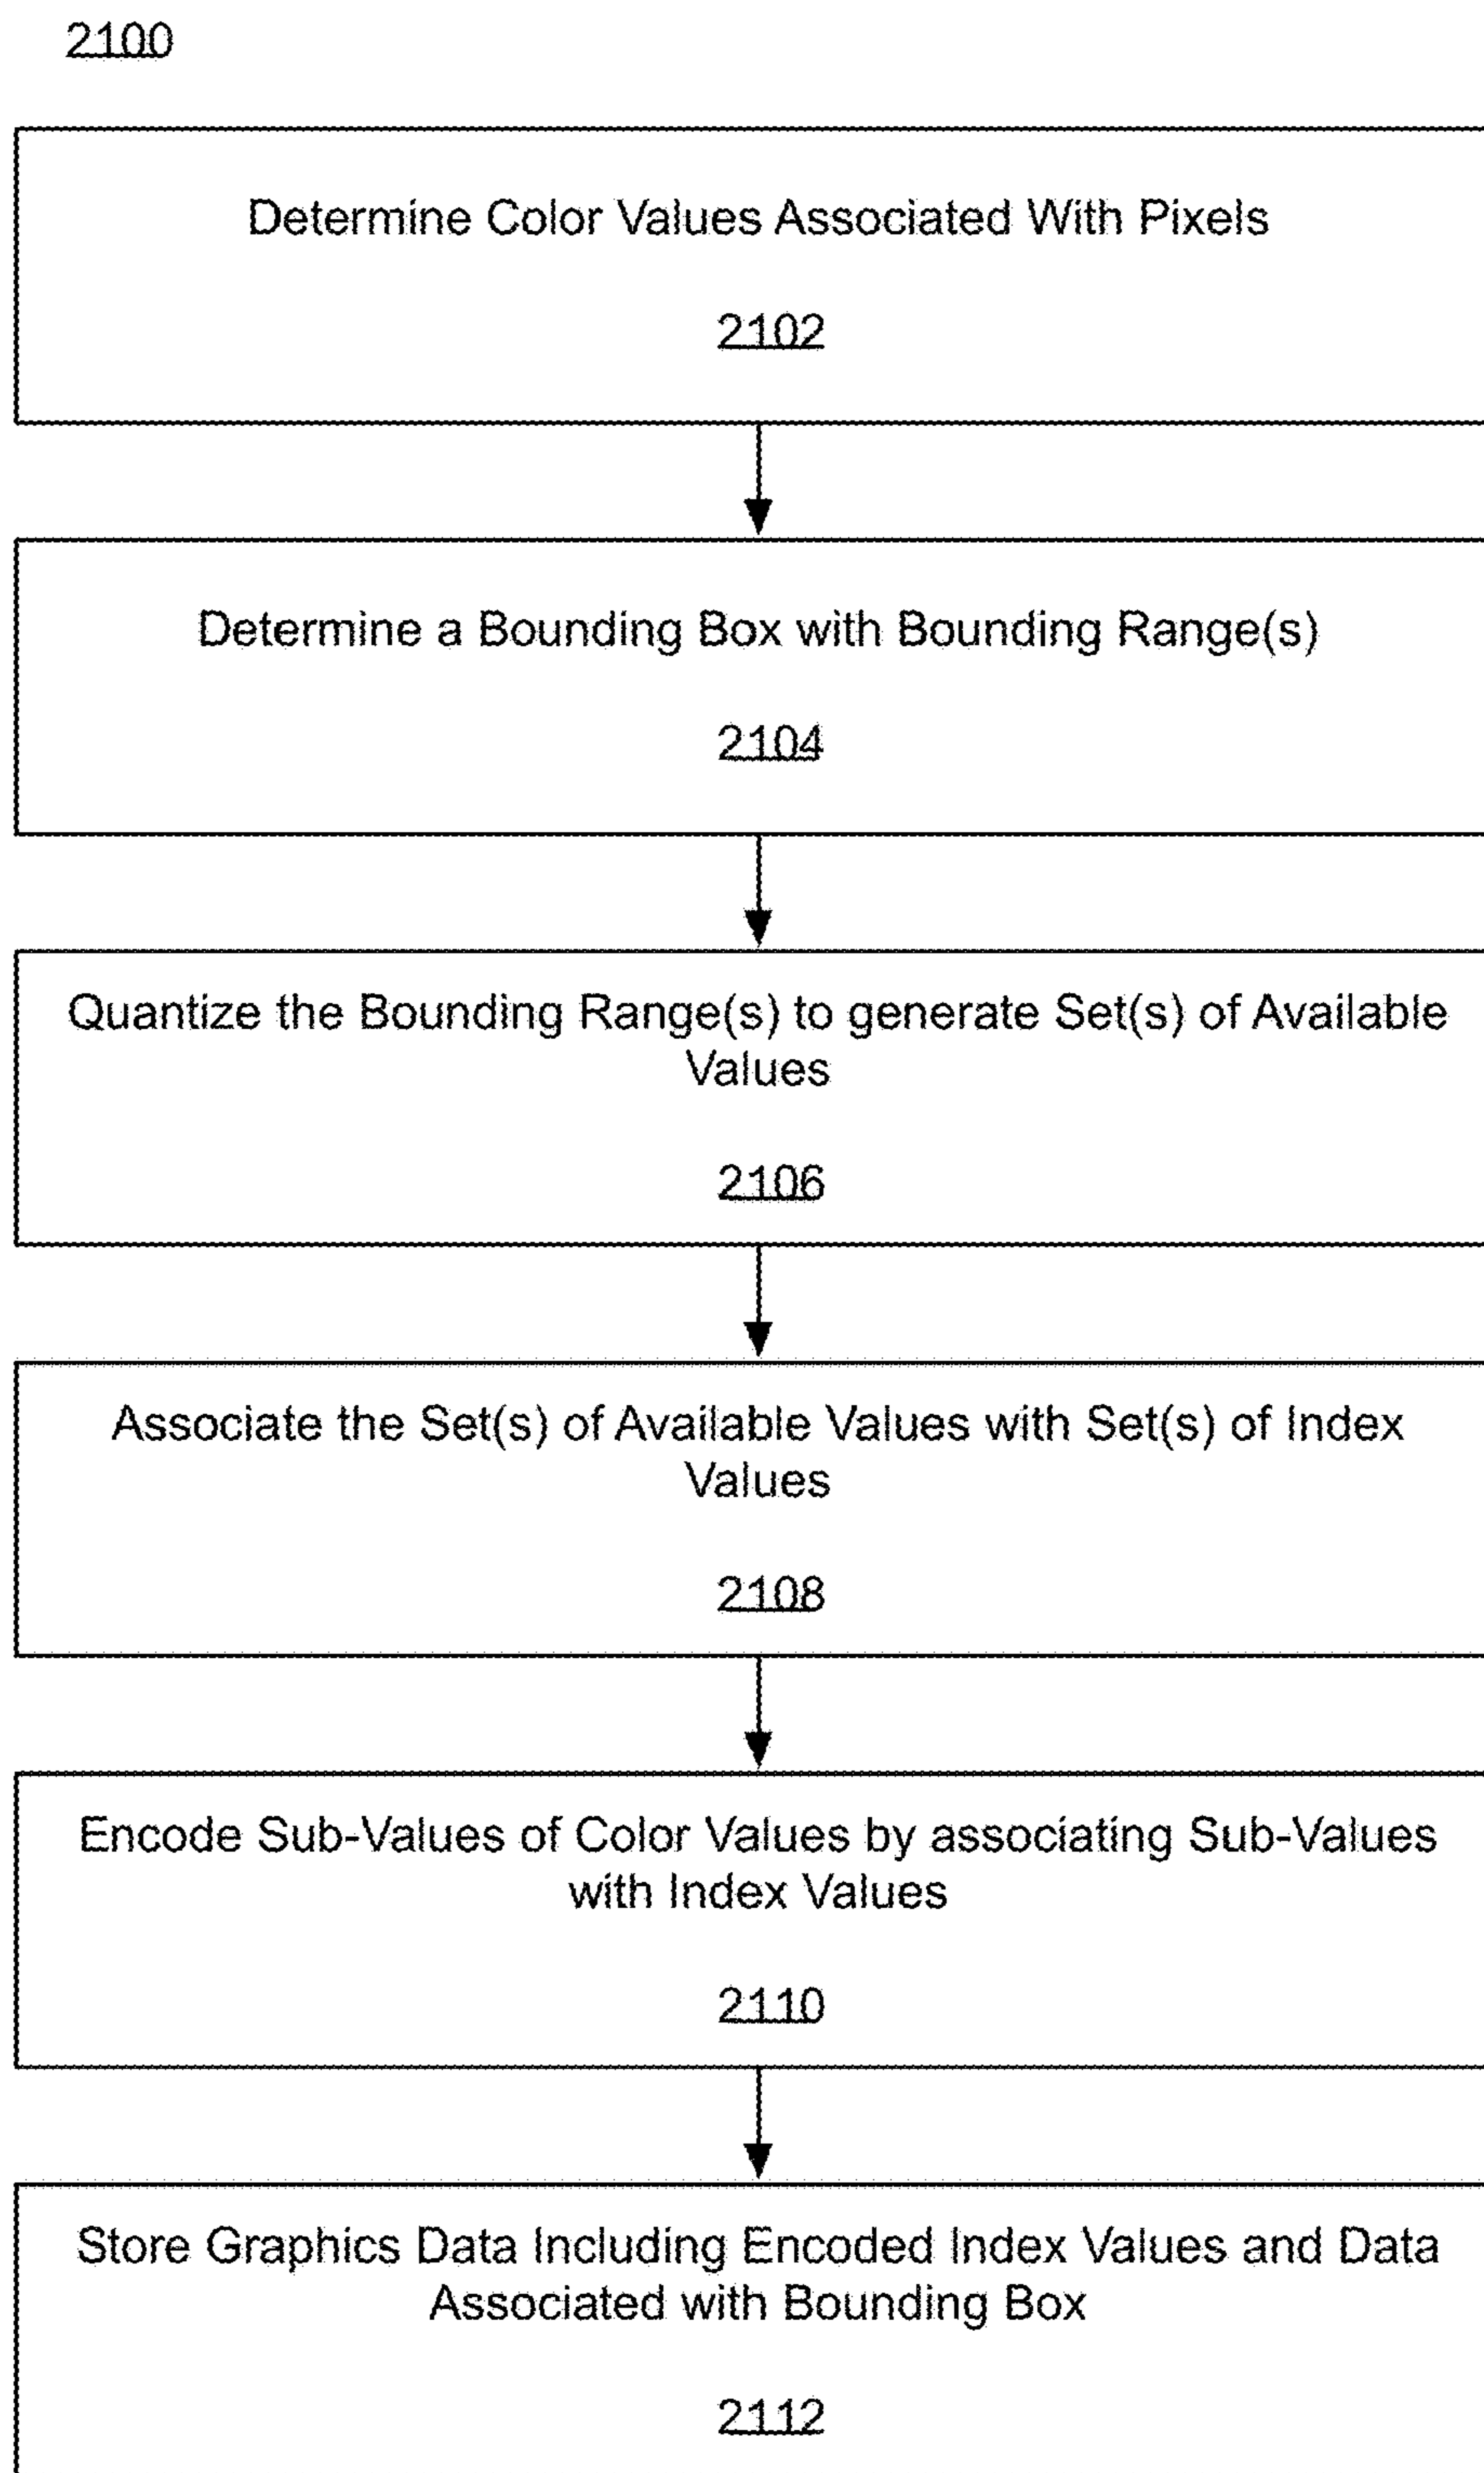 2100
Determine Color Values Associated With Pixels
2102
Determine a Bounding Box with Bounding Range(s)
2104
Quantize the Bounding Range(s) to generate Set(s) of Available
Values
2106
Associate the Set(s) of Available Values with Set(s) of Index
Values
2108
Encode Sub-Values of Color Values by associating Sub-Values
with Index Values
2110
Store Graphics Data Including Encoded Index Values and Data
Associated with Bounding Box
2112